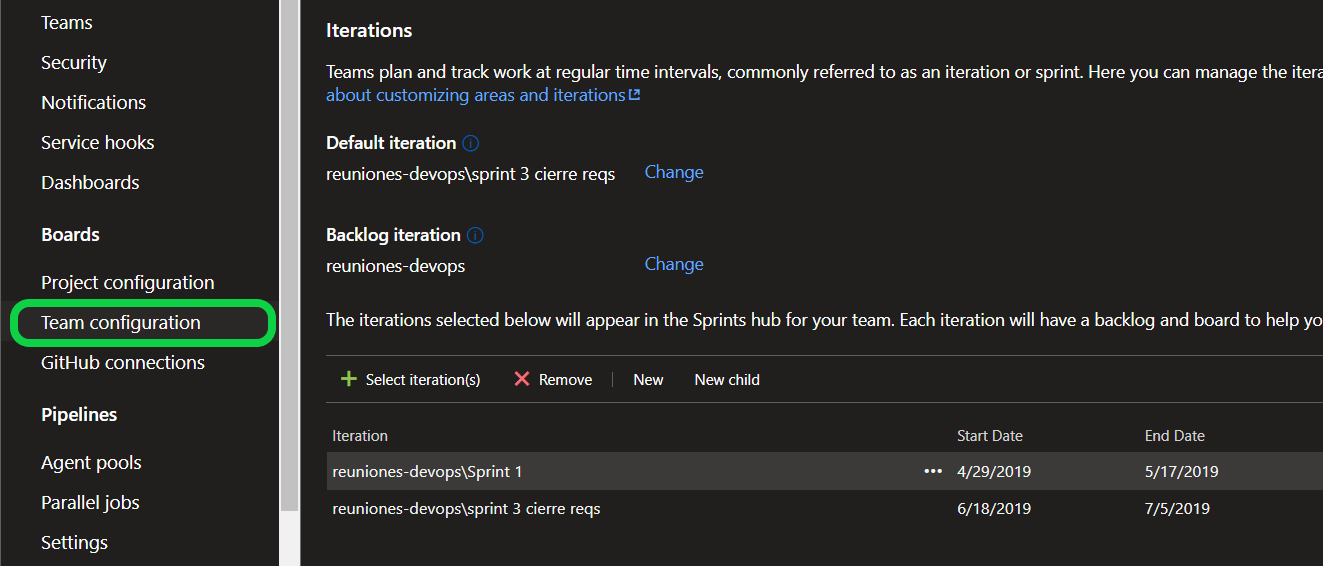 Teams
Security
Notifications
Service hooks
Dashboards
Boards
Project configuration
Team configuration
GitHub connections
Pipelines
Agent pools
Parallel jobs
Settings
Iterations
Teams plan and track work at regular time intervals, commonly referred to as an iteration or sprint. Here you can manage the itera
about customizing areas and iterations
Default iteration
reuniones-devops\sprint 3 cierre reqs Change
Backlog iteration
reuniones-devops Change
The iterations selected below will appear in the Sprints hub for your team. Each iteration will have a backlog and board to help yo
Select iteration(s) Remove New New child
Iteration Start Date End Date
reuniones-devops\Sprint 1 ••• 4/29/2019 5/17/2019
reuniones-devops\sprint 3 cierre reqs 6/18/2019 7/5/2019